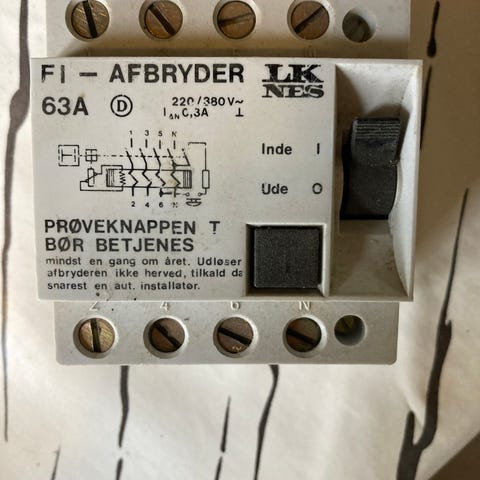 FI – AFBRYDER
LK
NES
63A D 220/380V~
I∆N 0,3A ⊥
1 3 5 N
H
2 4 6 N
Inde I
Ude O
PRØVEKNAPPEN T
BØR BETJENES
mindst en gang om året. Udløser
afbryderen ikke herved, tilkald da
snarest en aut. installatør.
2 4 6 N